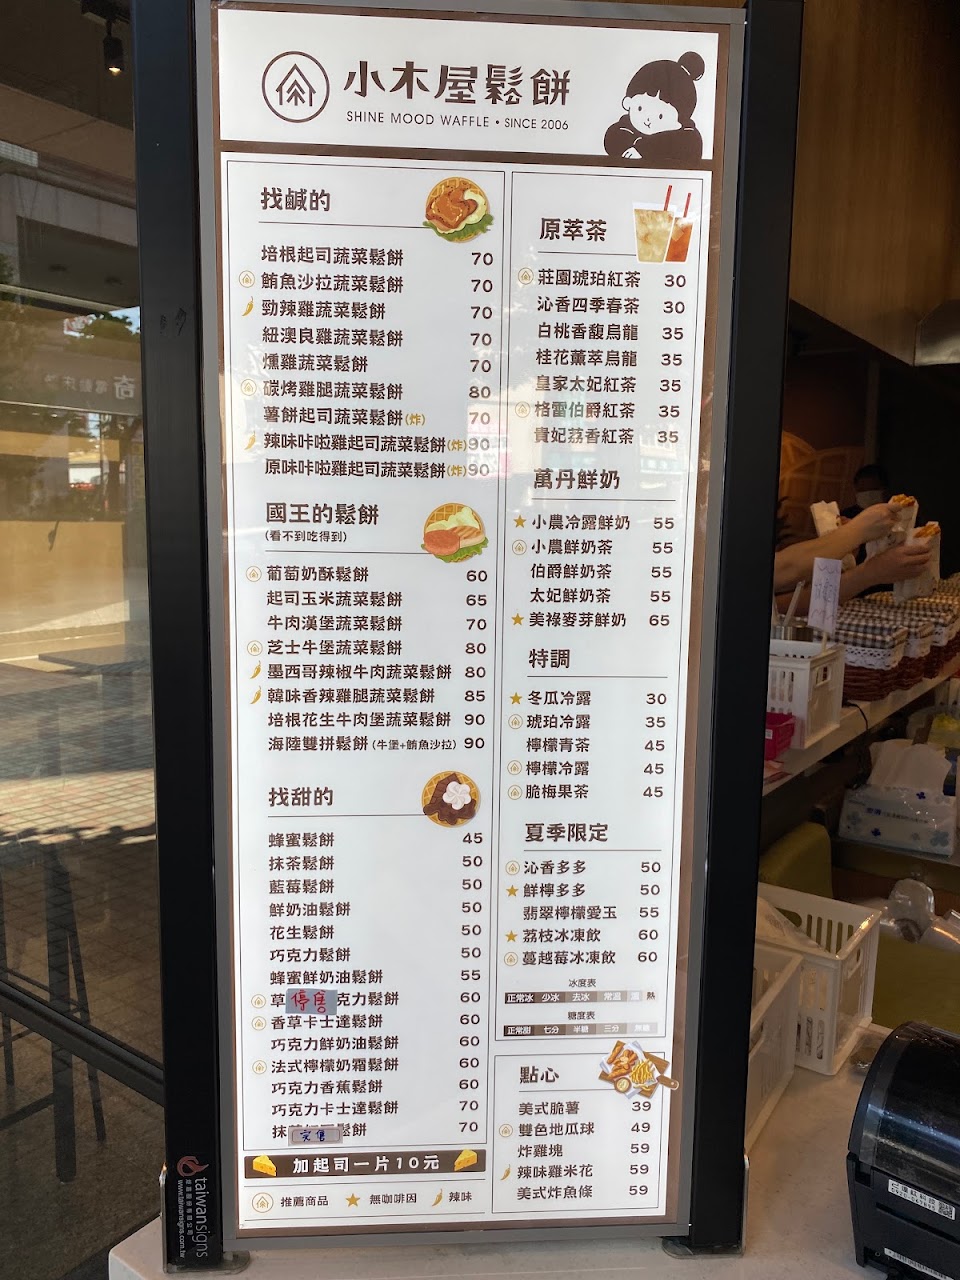 小木屋鬆餅
SHINE MOOD WAFFLE • SINCE 2006
找鹹的
培根起司蔬菜鬆餅 70
鮪魚沙拉蔬菜鬆餅 70
勁辣雞蔬菜鬆餅 70
紐澳良雞蔬菜鬆餅 70
燻雞蔬菜鬆餅 70
碳烤雞腿蔬菜鬆餅 80
薯餅起司蔬菜鬆餅(炸) 70
辣味咔啦雞起司蔬菜鬆餅(炸) 90
原味咔啦雞起司蔬菜鬆餅(炸) 90
國王的鬆餅
(看不到吃得到)
葡萄奶酥鬆餅 60
起司玉米蔬菜鬆餅 65
牛肉漢堡蔬菜鬆餅 70
芝士牛堡蔬菜鬆餅 80
墨西哥辣椒牛肉蔬菜鬆餅 80
韓味香辣雞腿蔬菜鬆餅 85
培根花生牛肉堡蔬菜鬆餅 90
海陸雙拼鬆餅(牛堡+鮪魚沙拉) 90
找甜的
蜂蜜鬆餅 45
抹茶鬆餅 50
藍莓鬆餅 50
鮮奶油鬆餅 50
花生鬆餅 50
巧克力鬆餅 50
蜂蜜鮮奶油鬆餅 55
草 停售 克力鬆餅 60
香草卡士達鬆餅 60
巧克力鮮奶油鬆餅 60
法式檸檬奶霜鬆餅 60
巧克力香蕉鬆餅 60
巧克力卡士達鬆餅 70
抹 完售 餅 70
加起司一片10元
推薦商品 ★ 無咖啡因 辣味
原萃茶
莊園琥珀紅茶 30
沁香四季春茶 30
白桃香馥烏龍 35
桂花薰萃烏龍 35
皇家太妃紅茶 35
格雷伯爵紅茶 35
貴妃荔香紅茶 35
萬丹鮮奶
★ 小農冷露鮮奶 55
小農鮮奶茶 55
伯爵鮮奶茶 55
太妃鮮奶茶 55
★ 美祿麥芽鮮奶 65
特調
★ 冬瓜冷露 30
琥珀冷露 35
檸檬青茶 45
檸檬冷露 45
脆梅果茶 45
夏季限定
沁香多多 50
★ 鮮檸多多 50
翡翠檸檬愛玉 55
★ 荔枝冰凍飲 60
蔓越莓冰凍飲 60
冰度表
正常冰 少冰 去冰 常溫 溫 熱
糖度表
正常甜 七分 半糖 三分 無糖
點心
美式脆薯 39
雙色地瓜球 49
炸雞塊 59
辣味雞米花 59
美式炸魚條 59
taiwansigns
www.taiwansigns.com.tw